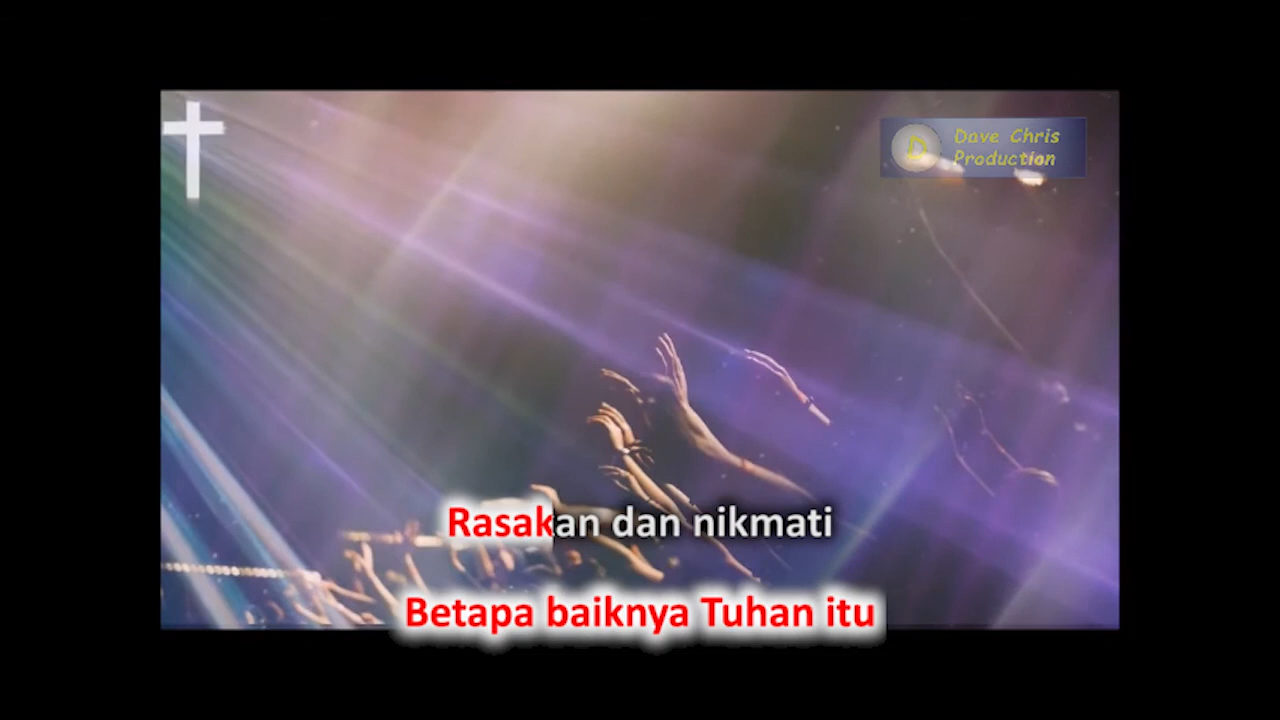 Dave Chris
Production
Rasakan dan nikmati
Betapa baiknya Tuhan itu